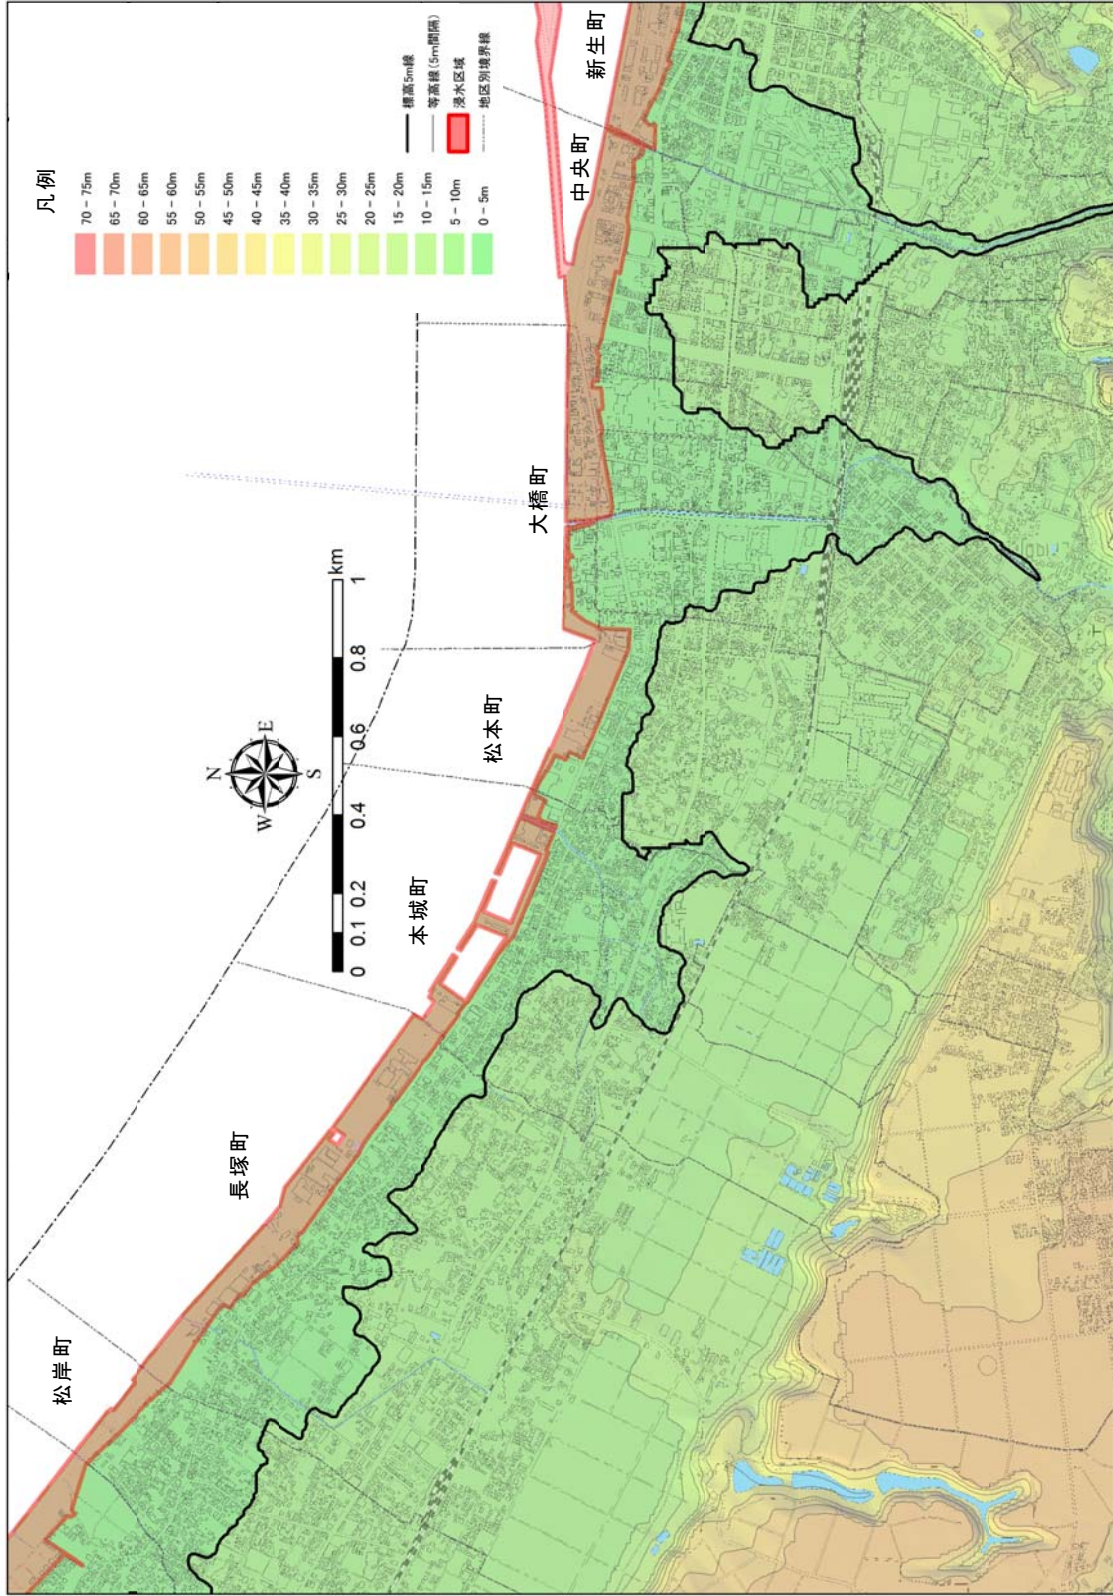 凡例
70 - 75m
65 - 70m
60 - 65m
55 - 60m
50 - 55m
45 - 50m
40 - 45m
35 - 40m
30 - 35m
25 - 30m
20 - 25m
15 - 20m
10 - 15m
5 - 10m
0 - 5m
標高5m線
等高線(5m間隔)
浸水区域
地区別境界線
N
W
E
S
0 0.1 0.2 0.4 0.6 0.8 1
km
松岸町
長塚町
本城町
松本町
大橋町
中央町
新生町